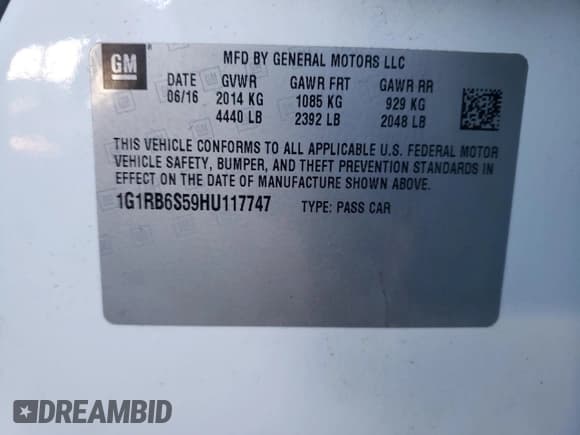 GM ®
MFD BY GENERAL MOTORS LLC
DATE GVWR GAWR FRT GAWR RR
06/16 2014 KG 1085 KG 929 KG
4440 LB 2392 LB 2048 LB
THIS VEHICLE CONFORMS TO ALL APPLICABLE U.S. FEDERAL MOTOR
VEHICLE SAFETY, BUMPER, AND THEFT PREVENTION STANDARDS IN
EFFECT ON THE DATE OF MANUFACTURE SHOWN ABOVE.
1G1RB6S59HU117747 TYPE: PASS CAR
DREAMBID